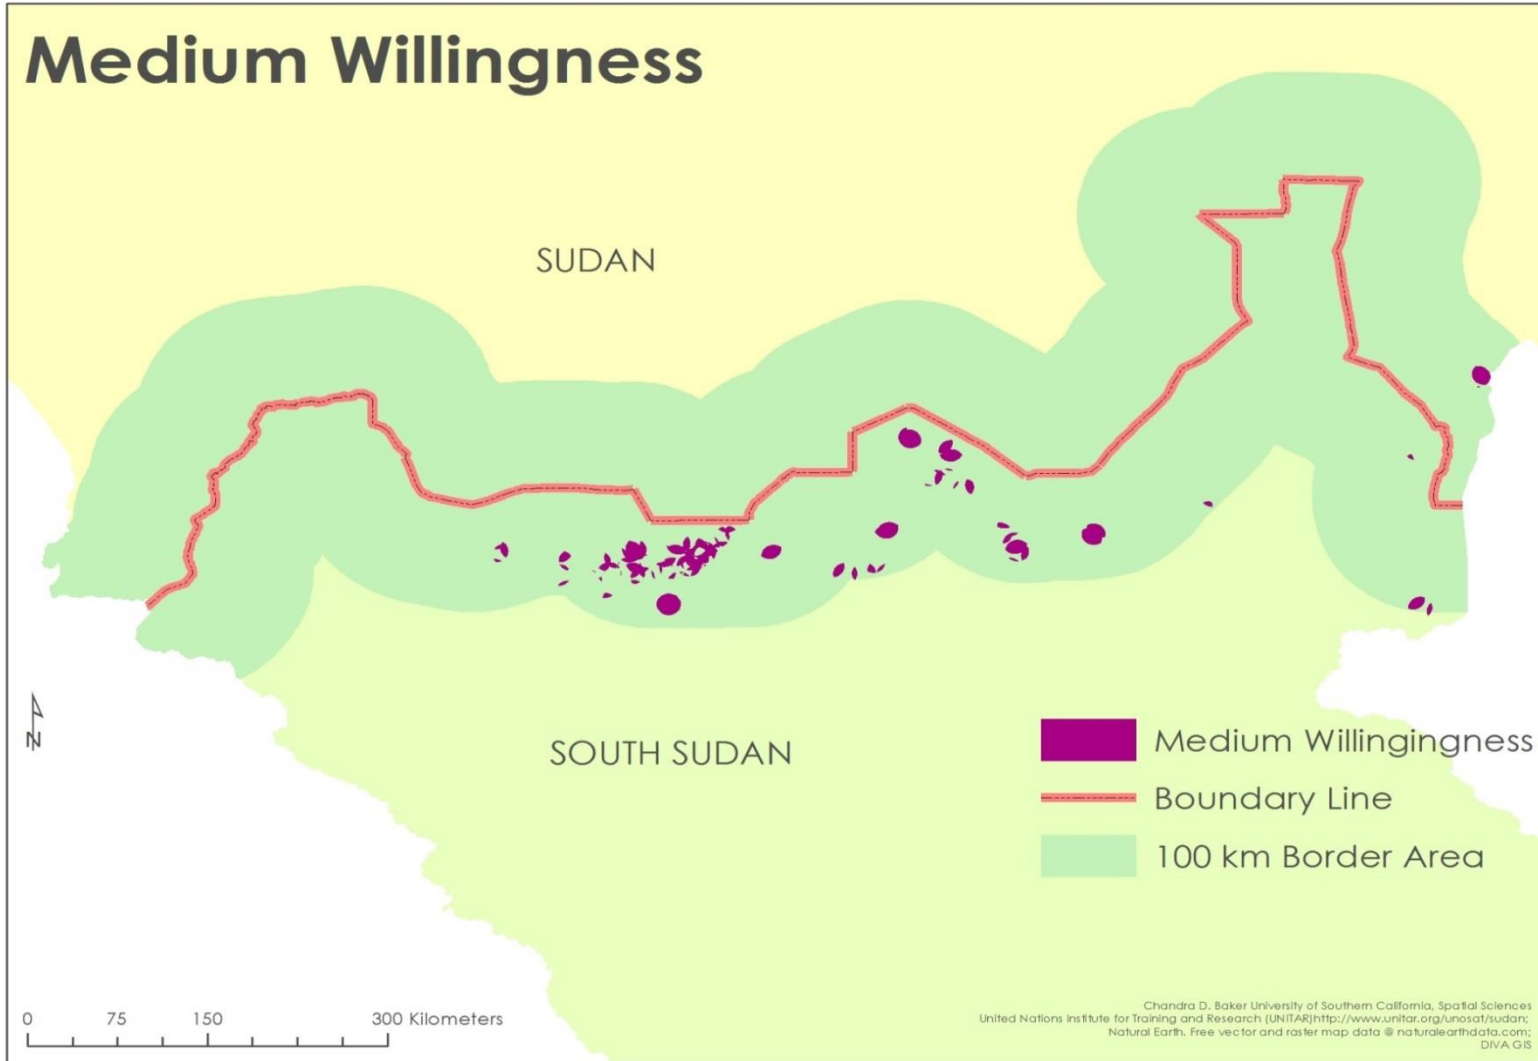 Medium Willingness
SUDAN
SOUTH SUDAN
Medium Willingingness
Boundary Line
100 km Border Area
N
0 75 150 300 Kilometers
Chandra D. Baker University of Southern California, Spatial Sciences
United Nations Institute for Training and Research (UNITAR)http://www.unitar.org/unosat/sudan;
Natural Earth. Free vector and raster map data @ naturalearthdata.com;
DIVA GIS